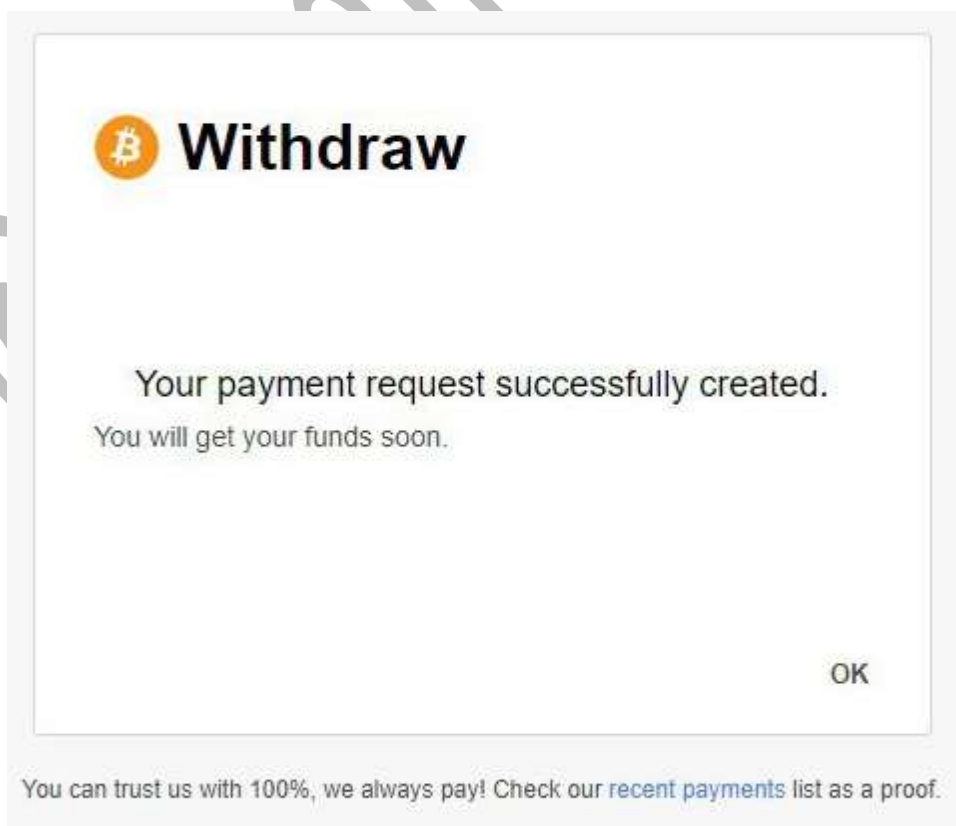 Withdraw
Your payment request successfully created.
You will get your funds soon.
OK
You can trust us with 100%, we always pay! Check our recent payments list as a proof.